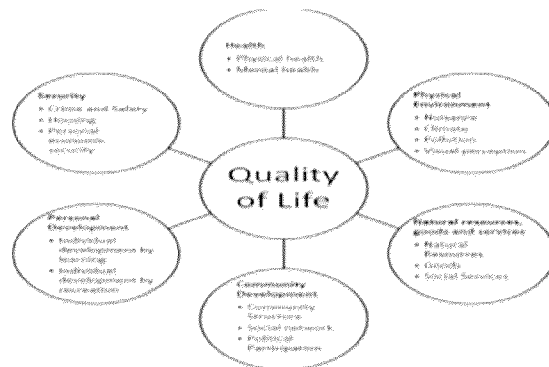 Health
• Physical health
• Mental health
Security
• Crime and Safety
• Housing
• Personal
economic
security
Physical
Environment
• Nuisance
• Climate
• Pollution
• Visual perception
Quality
of Life
Personal
Development
• Individual
development by
learning
• Individual
development by
recreation
Natural resources,
goods and services
• Natural
Resources
• Goods
• Social Services
Community
Development
• Community
Structure
• Social network
• Political
Participation